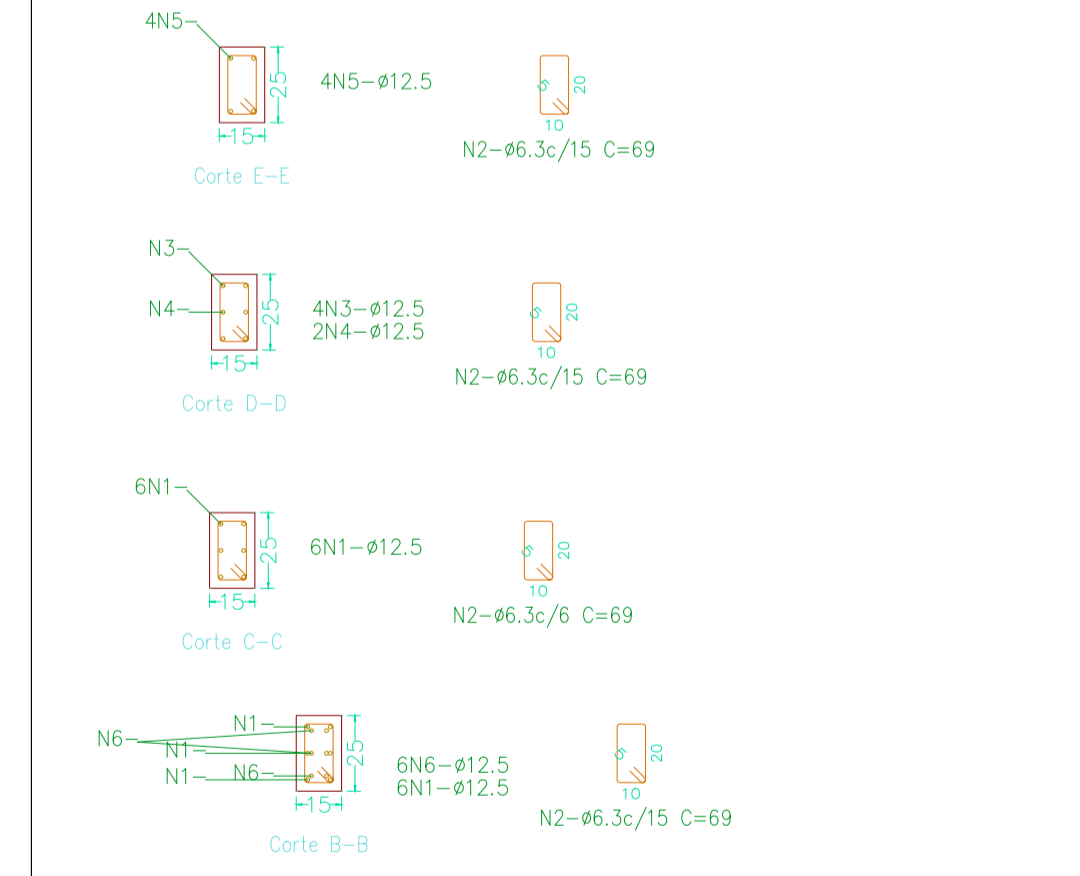 4N5
25
4N5-ø12.5
5
20
15
10
N2-ø6.3c/15 C=69
Corte E-E
N3
N4
25
4N3-ø12.5
2N4-ø12.5
5
20
15
10
N2-ø6.3c/15 C=69
Corte D-D
6N1
25
6N1-ø12.5
5
20
15
10
N2-ø6.3c/6 C=69
Corte C-C
N1
N6
N1
N1
N6
25
6N6-ø12.5
6N1-ø12.5
5
20
15
10
N2-ø6.3c/15 C=69
Corte B-B